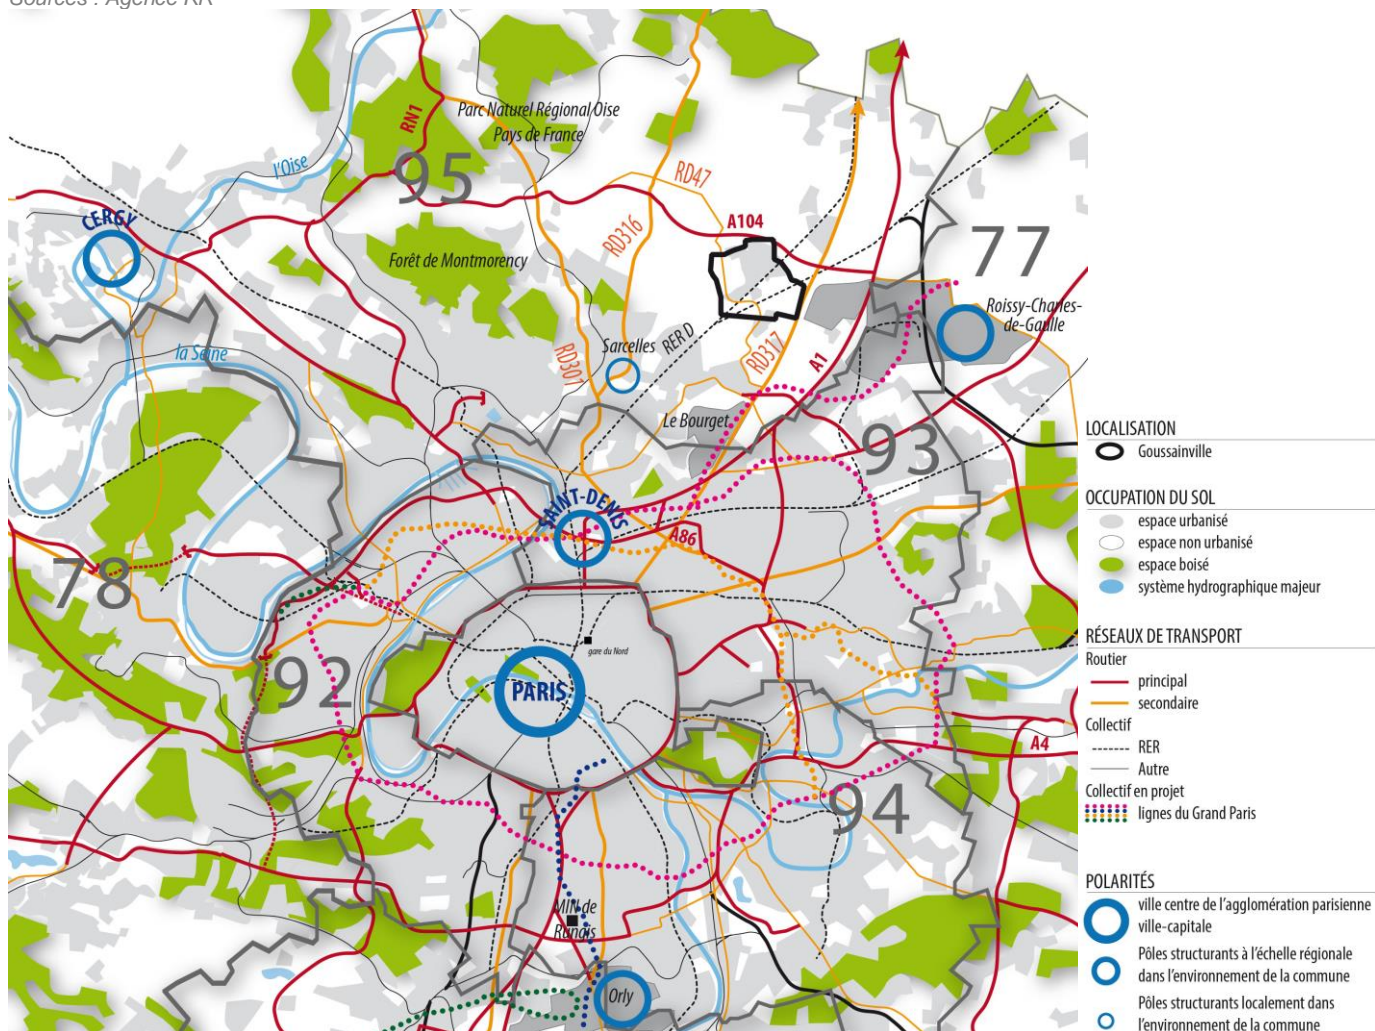 Sources : Agence RR
Parc Naturel Régional Oise
Pays de France
RN1
l'Oise
95
RD47
CERGY
RD316
A104
77
Forêt de Montmorency
Roissy-Charles-
de-Gaulle
la Seine
Sarcelles
RER D
RD301
RD317
A1
Le Bourget
93
SAINT-DENIS
A86
78
gare du Nord
92
PARIS
A4
94
MIN de
Rungis
Orly
LOCALISATION
Goussainville
OCCUPATION DU SOL
espace urbanisé
espace non urbanisé
espace boisé
système hydrographique majeur
RÉSEAUX DE TRANSPORT
Routier
principal
secondaire
Collectif
RER
Autre
Collectif en projet
lignes du Grand Paris
POLARITÉS
ville centre de l'agglomération parisienne
ville-capitale
Pôles structurants à l'échelle régionale
dans l'environnement de la commune
Pôles structurants localement dans
l'environnement de la commune